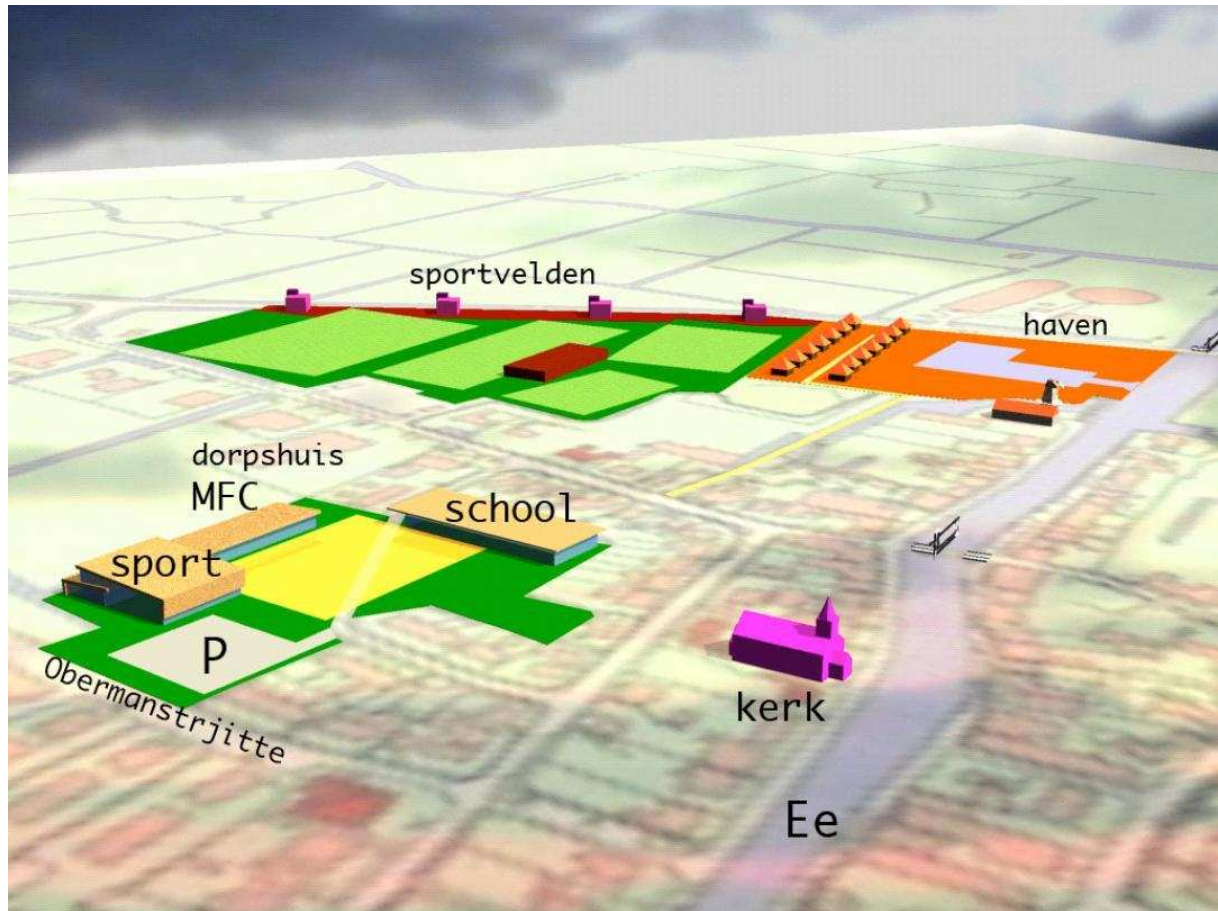 sportvelden
haven
dorpshuis
MFC
school
sport
P
Obermanstrjitte
kerk
Ee